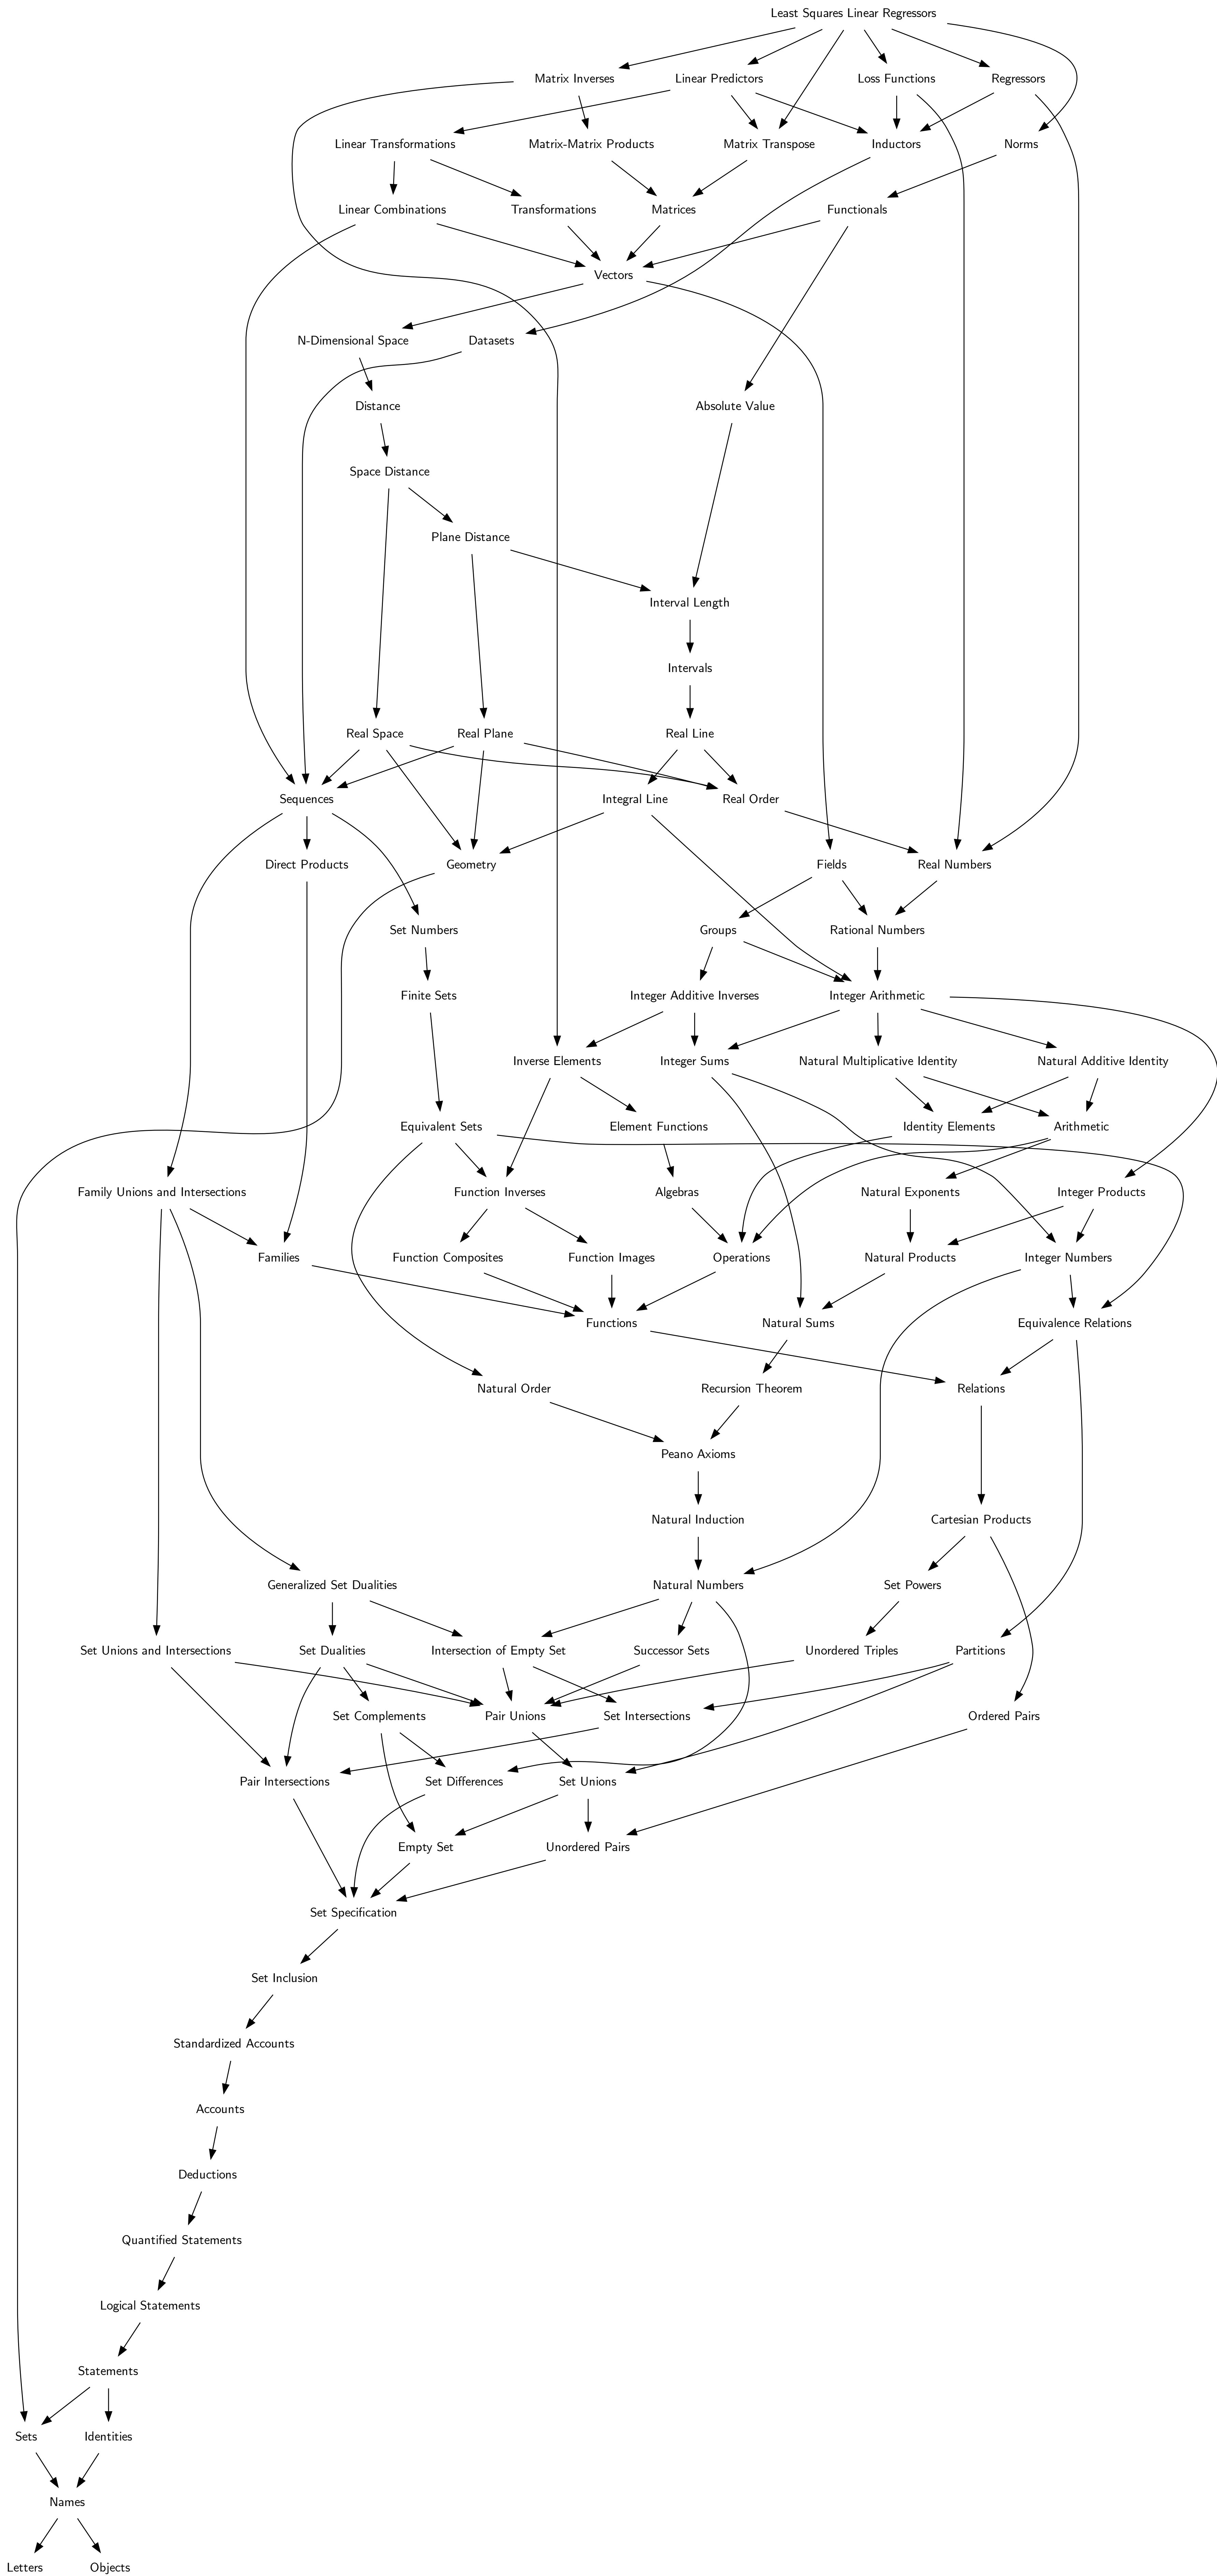 Least Squares Linear Regressors
Matrix Inverses
Linear Predictors
Loss Functions
Regressors
Linear Transformations
Matrix-Matrix Products
Matrix Transpose
Inductors
Norms
Linear Combinations
Transformations
Matrices
Functionals
Vectors
N-Dimensional Space
Datasets
Distance
Absolute Value
Space Distance
Plane Distance
Interval Length
Intervals
Real Space
Real Plane
Real Line
Sequences
Integral Line
Real Order
Direct Products
Geometry
Fields
Real Numbers
Set Numbers
Groups
Rational Numbers
Finite Sets
Integer Additive Inverses
Integer Arithmetic
Inverse Elements
Integer Sums
Natural Multiplicative Identity
Natural Additive Identity
Equivalent Sets
Element Functions
Identity Elements
Arithmetic
Family Unions and Intersections
Function Inverses
Algebras
Natural Exponents
Integer Products
Families
Function Composites
Function Images
Operations
Natural Products
Integer Numbers
Functions
Natural Sums
Equivalence Relations
Natural Order
Recursion Theorem
Relations
Peano Axioms
Natural Induction
Cartesian Products
Generalized Set Dualities
Natural Numbers
Set Powers
Set Unions and Intersections
Set Dualities
Intersection of Empty Set
Successor Sets
Unordered Triples
Partitions
Set Complements
Pair Unions
Set Intersections
Ordered Pairs
Pair Intersections
Set Differences
Set Unions
Empty Set
Unordered Pairs
Set Specification
Set Inclusion
Standardized Accounts
Accounts
Deductions
Quantified Statements
Logical Statements
Statements
Sets
Identities
Names
Letters
Objects